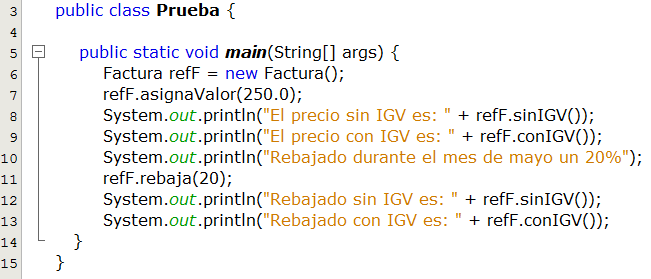 3 public class Prueba {
4
5 public static void main(String[] args) {
6 Factura refF = new Factura();
7 refF.asignaValor(250.0);
8 System.out.println("El precio sin IGV es: " + refF.sinIGV());
9 System.out.println("El precio con IGV es: " + refF.conIGV());
10 System.out.println("Rebajado durante el mes de mayo un 20%");
11 refF.rebaja(20);
12 System.out.println("Rebajado sin IGV es: " + refF.sinIGV());
13 System.out.println("Rebajado con IGV es: " + refF.conIGV());
14 }
15 }